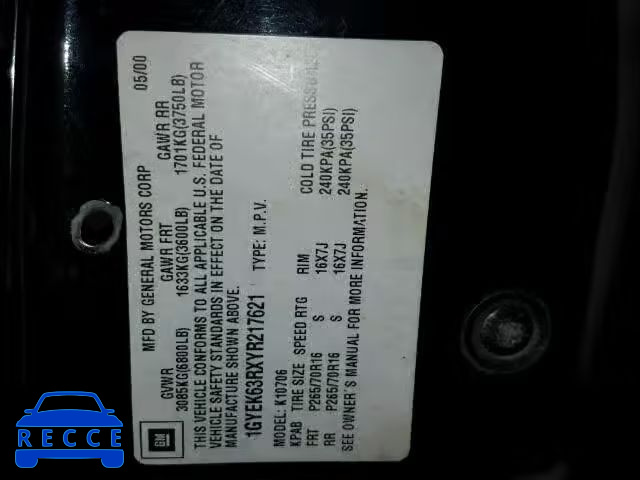 MFD BY GENERAL MOTORS CORP 05/00
GVWR GAWR FRT GAWR RR
3085KG(6800LB) 1633KG(3600LB) 1701KG(3750LB)
THIS VEHICLE CONFORMS TO ALL APPLICABLE U.S. FEDERAL MOTOR
VEHICLE SAFETY STANDARDS IN EFFECT ON THE DATE OF
MANUFACTURE SHOWN ABOVE.
1GYEK63RXYR217621 TYPE: M.P.V.
MODEL: K10706
KPAB TIRE SIZE SPEED RTG RIM COLD TIRE PRESSURE
FRT P265/70R16 S 16X7J 240KPA(35PSI)
RR P265/70R16 S 16X7J 240KPA(35PSI)
SEE OWNER'S MANUAL FOR MORE INFORMATION.
GM
RECCE